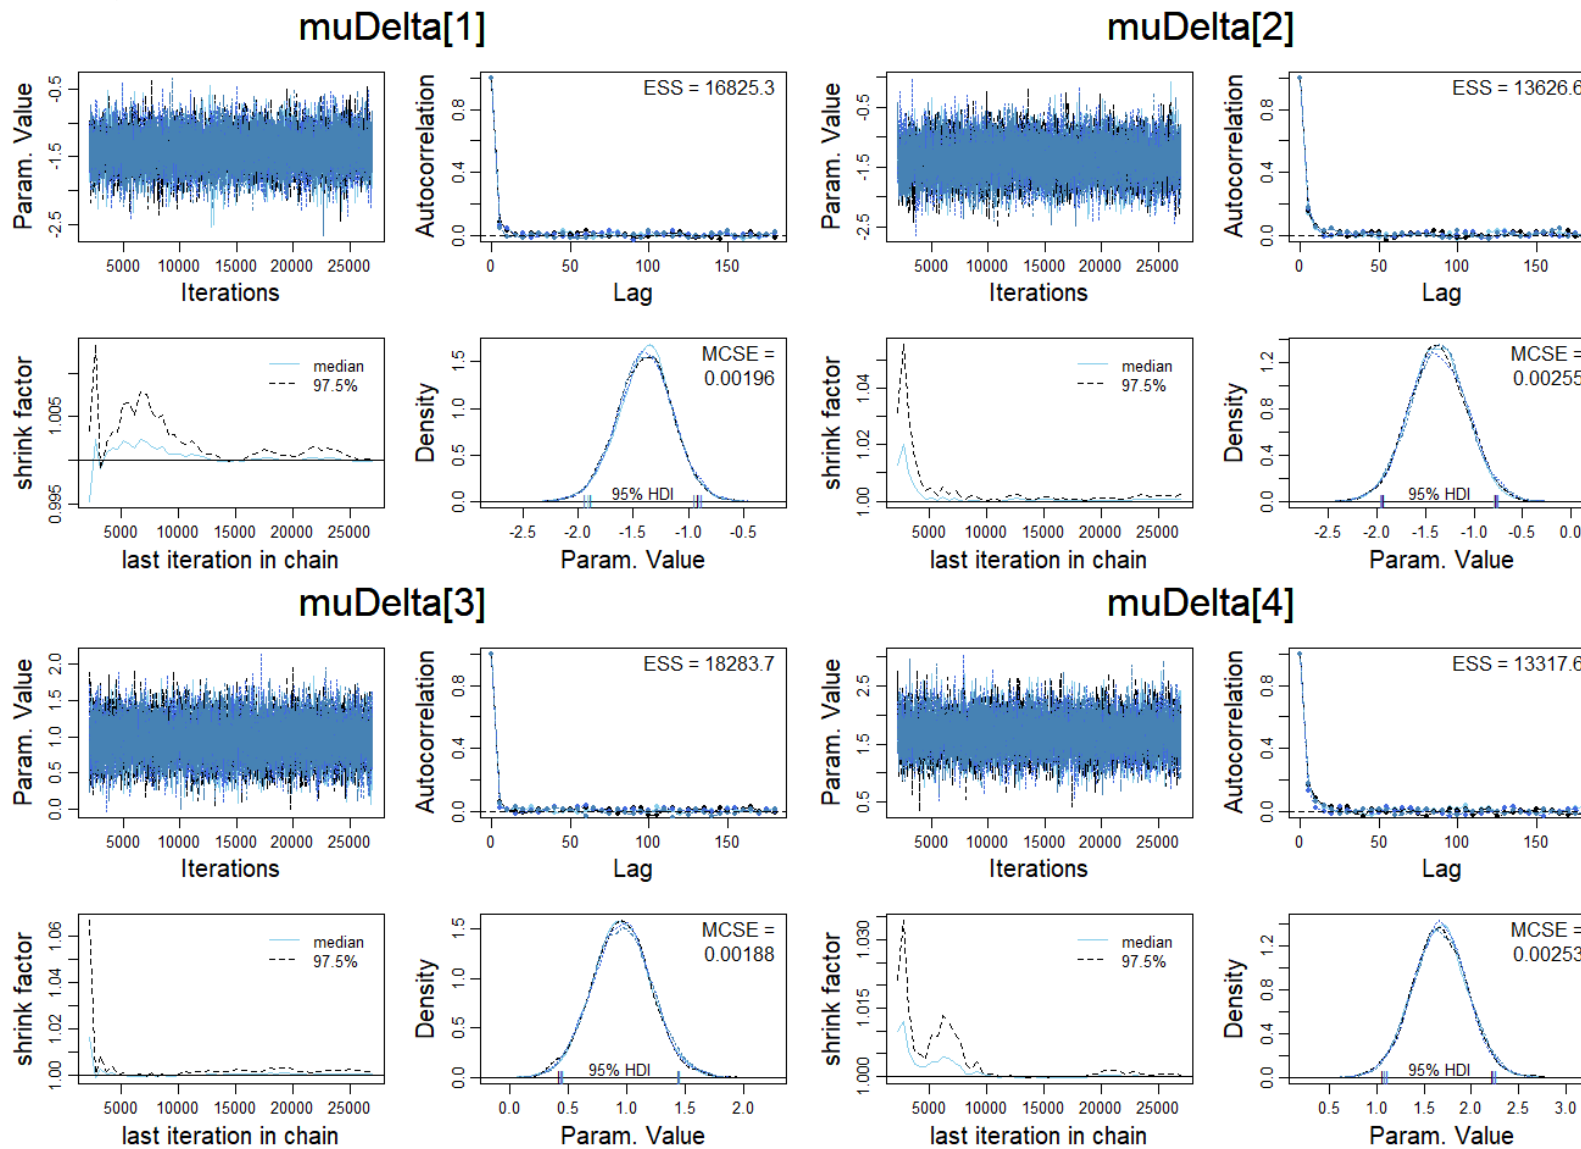 muDelta[1]
Param. Value
-2.5 -1.5 -0.5
5000 10000 15000 20000 25000
Iterations
Autocorrelation
0.0 0.4 0.8
ESS = 16825.3
0 50 100 150
Lag
shrink factor
0.995 1.005
median
97.5%
5000 10000 15000 20000 25000
last iteration in chain
Density
0.0 0.5 1.0 1.5
MCSE =
0.00196
95% HDI
-2.5 -2.0 -1.5 -1.0 -0.5
Param. Value
muDelta[2]
Param. Value
-2.5 -1.5 -0.5
5000 10000 15000 20000 25000
Iterations
Autocorrelation
0.0 0.4 0.8
ESS = 13626.6
0 50 100 150
Lag
shrink factor
1.00 1.02 1.04
median
97.5%
5000 10000 15000 20000 25000
last iteration in chain
Density
0.0 0.4 0.8 1.2
MCSE =
0.00255
95% HDI
-2.5 -2.0 -1.5 -1.0 -0.5 0.0
Param. Value
muDelta[3]
Param. Value
0.0 0.5 1.0 1.5 2.0
5000 10000 15000 20000 25000
Iterations
Autocorrelation
0.0 0.4 0.8
ESS = 18283.7
0 50 100 150
Lag
shrink factor
1.00 1.02 1.04 1.06
median
97.5%
5000 10000 15000 20000 25000
last iteration in chain
Density
0.0 0.5 1.0 1.5
MCSE =
0.00188
95% HDI
0.0 0.5 1.0 1.5 2.0
Param. Value
muDelta[4]
Param. Value
0.5 1.5 2.5
5000 10000 15000 20000 25000
Iterations
Autocorrelation
0.0 0.4 0.8
ESS = 13317.6
0 50 100 150
Lag
shrink factor
1.000 1.015 1.030
median
97.5%
5000 10000 15000 20000 25000
last iteration in chain
Density
0.0 0.4 0.8 1.2
MCSE =
0.00253
95% HDI
0.5 1.0 1.5 2.0 2.5 3.0
Param. Value